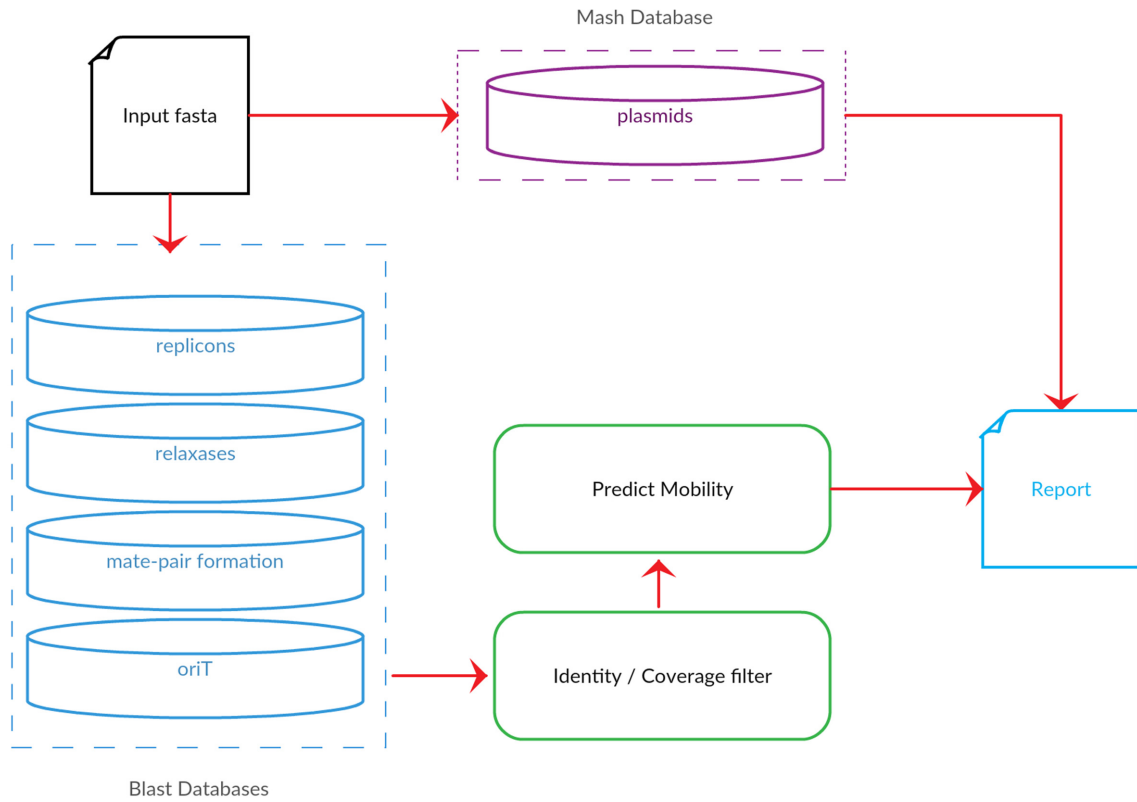 Mash Database
Input fasta
plasmids
replicons
relaxases
mate-pair formation
oriT
Blast Databases
Identity / Coverage filter
Predict Mobility
Report